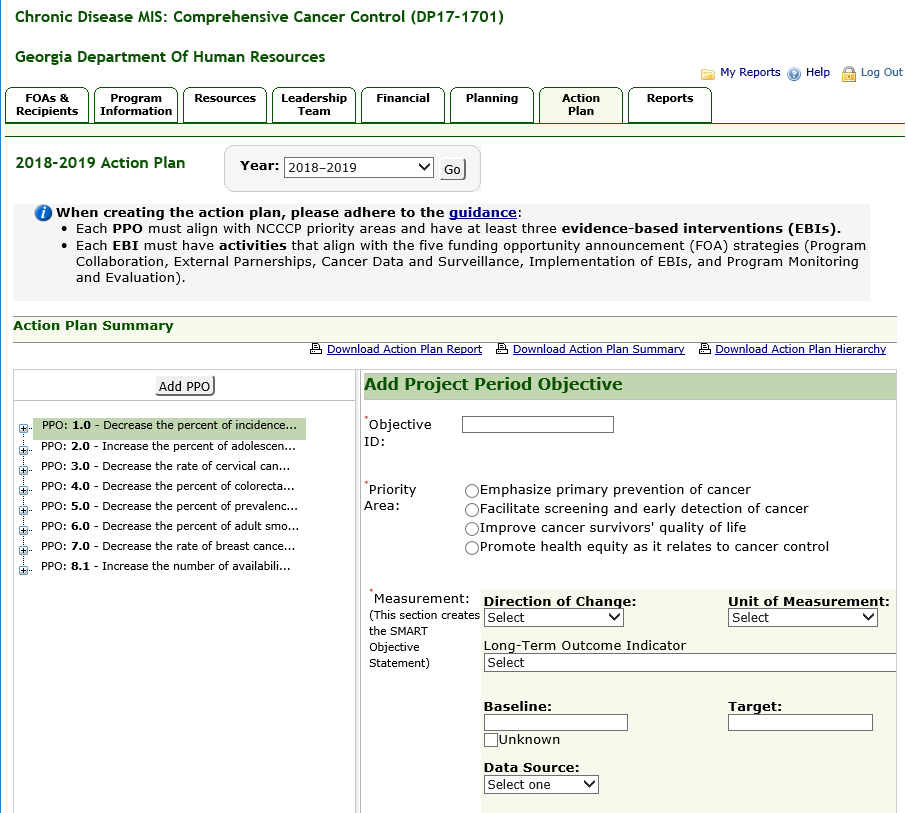 Chronic Disease MIS: Comprehensive Cancer Control (DP17-1701)
Georgia Department Of Human Resources
My Reports Help Log Out
FOAs & Recipients
Program Information
Resources
Leadership Team
Financial
Planning
Action Plan
Reports
2018-2019 Action Plan
Year: 2018-2019 Go
When creating the action plan, please adhere to the guidance:
• Each PPO must align with NCCCP priority areas and have at least three evidence-based interventions (EBIs).
• Each EBI must have activities that align with the five funding opportunity announcement (FOA) strategies (Program
Collaboration, External Parnerships, Cancer Data and Surveillance, Implementation of EBIs, and Program Monitoring
and Evaluation).
Action Plan Summary
Download Action Plan Report Download Action Plan Summary Download Action Plan Hierarchy
Add PPO
PPO: 1.0 - Decrease the percent of incidence...
PPO: 2.0 - Increase the percent of adolescen...
PPO: 3.0 - Decrease the rate of cervical can...
PPO: 4.0 - Decrease the percent of colorecta...
PPO: 5.0 - Decrease the percent of prevalenc...
PPO: 6.0 - Decrease the percent of adult smo...
PPO: 7.0 - Decrease the rate of breast cance...
PPO: 8.1 - Increase the number of availabili...
Add Project Period Objective
*Objective
ID:
*Priority
Area:
Emphasize primary prevention of cancer
Facilitate screening and early detection of cancer
Improve cancer survivors' quality of life
Promote health equity as it relates to cancer control
*Measurement:
(This section creates
the SMART
Objective
Statement)
Direction of Change: Unit of Measurement:
Select Select
Long-Term Outcome Indicator
Select
Baseline: Target:
Unknown
Data Source:
Select one